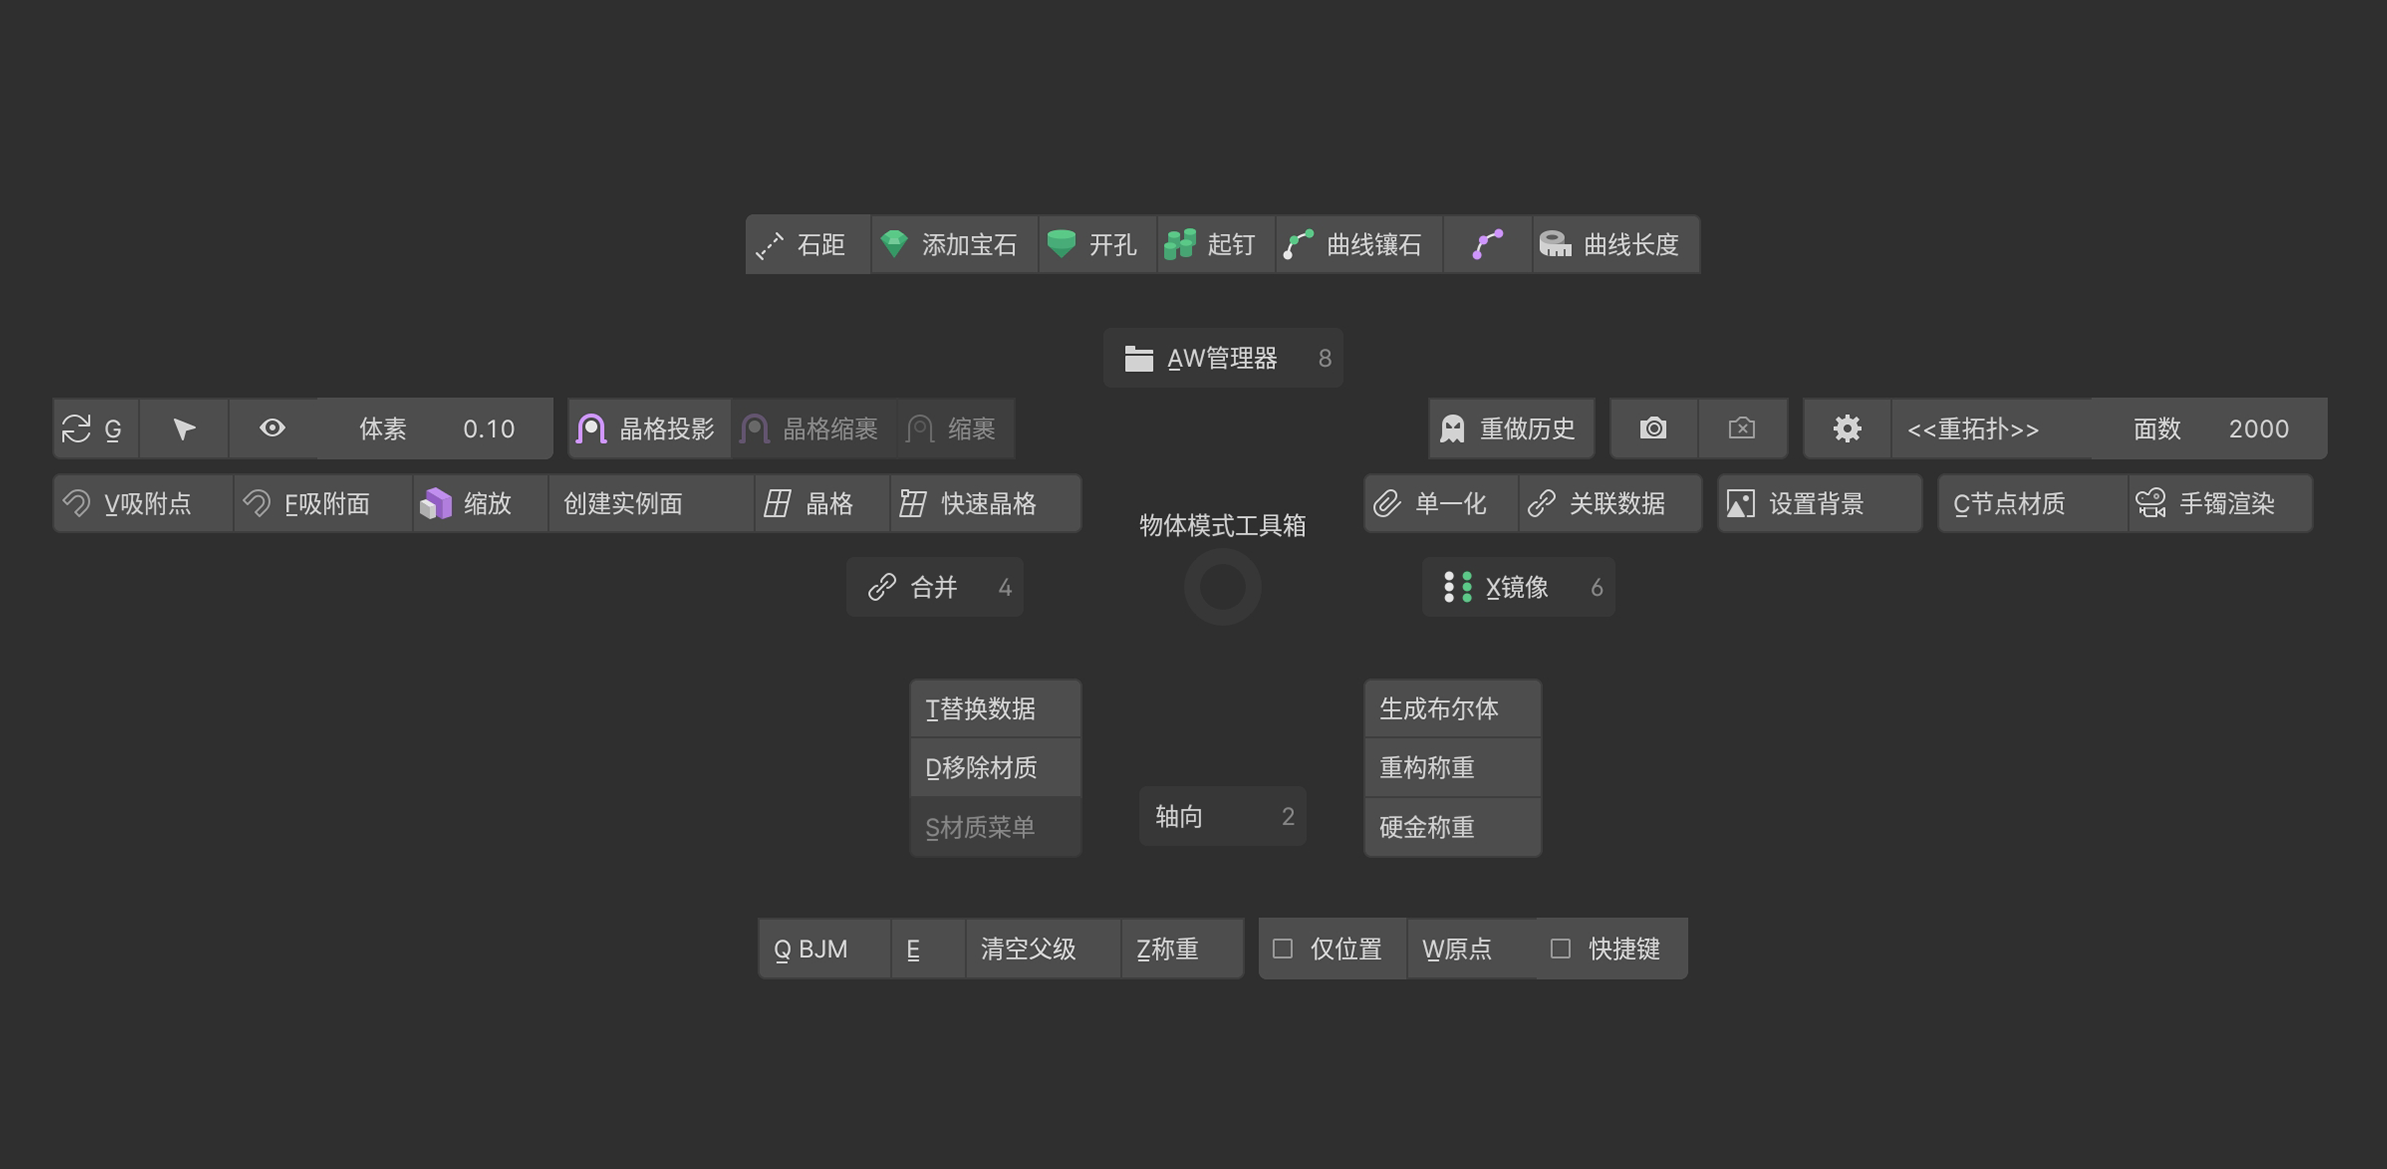 石距 添加宝石 开孔 起钉 曲线镶石 曲线长度
AW管理器 8
G 体素 0.10 晶格投影 晶格缩裹 缩裹 重做历史 <<重拓扑>> 面数 2000
V吸附点 F吸附面 缩放 创建实例面 晶格 快速晶格 单一化 关联数据 设置背景 C节点材质 手镯渲染
物体模式工具箱
合并 4 X镜像 6
T替换数据 生成布尔体
D移除材质 重构称重
轴向 2
S材质菜单 硬金称重
Q BJM E 清空父级 Z称重 仅位置 W原点 快捷键